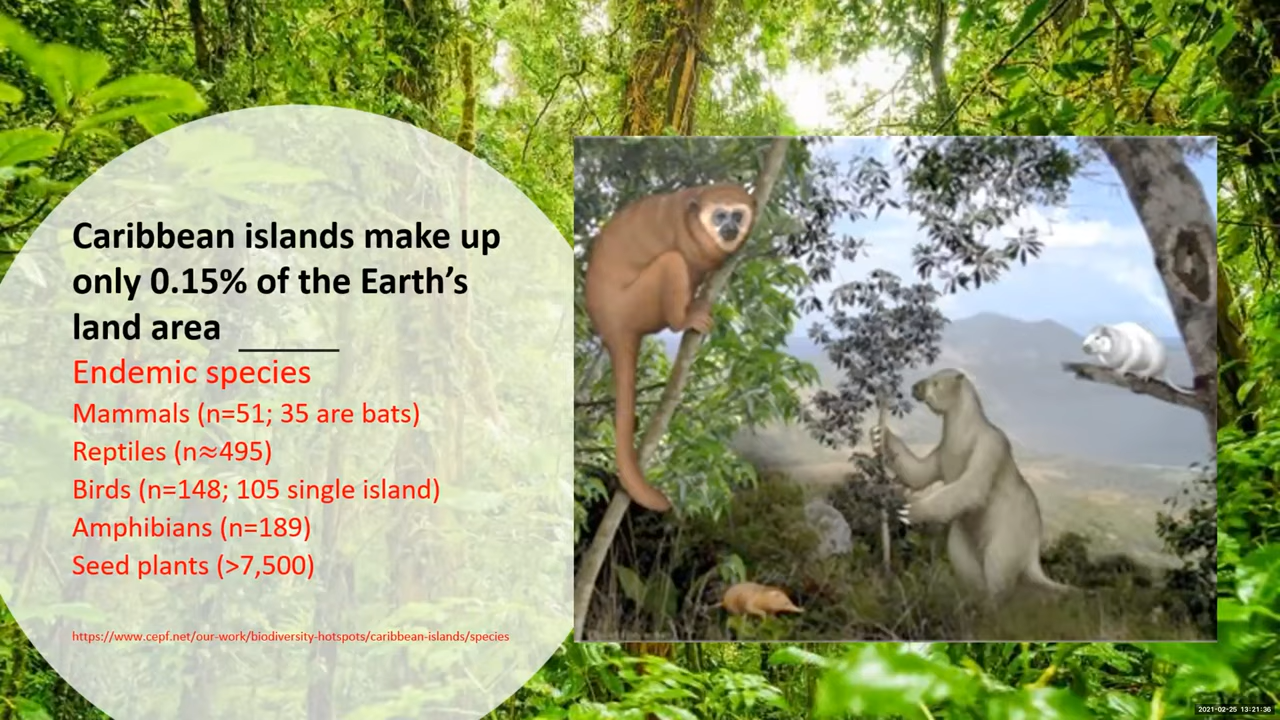 Caribbean islands make up
only 0.15% of the Earth's
land area
Endemic species
Mammals (n=51; 35 are bats)
Reptiles (n≈495)
Birds (n=148; 105 single island)
Amphibians (n=189)
Seed plants (>7,500)
https://www.cepf.net/our-work/biodiversity-hotspots/caribbean-islands/species
2021-02-25 13:21:36